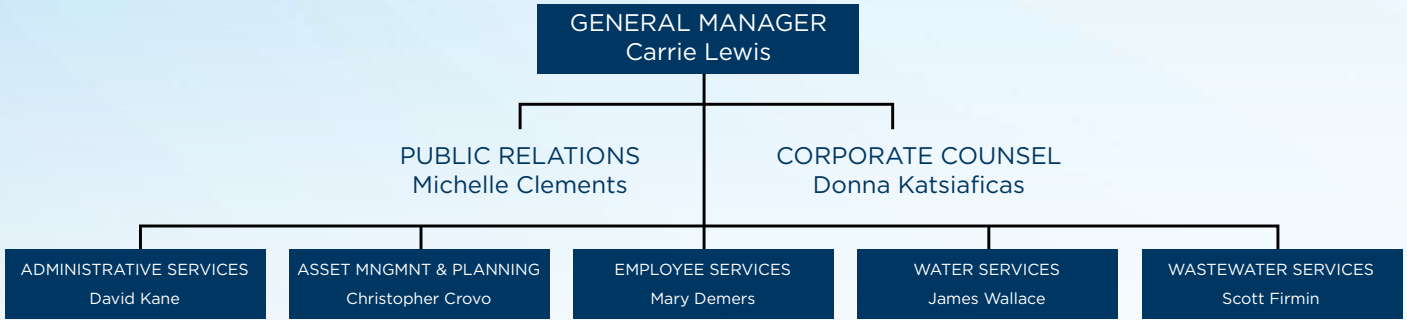 GENERAL MANAGER
Carrie Lewis
PUBLIC RELATIONS
Michelle Clements
CORPORATE COUNSEL
Donna Katsiaficas
ADMINISTRATIVE SERVICES
David Kane
ASSET MNGMNT & PLANNING
Christopher Crovo
EMPLOYEE SERVICES
Mary Demers
WATER SERVICES
James Wallace
WASTEWATER SERVICES
Scott Firmin